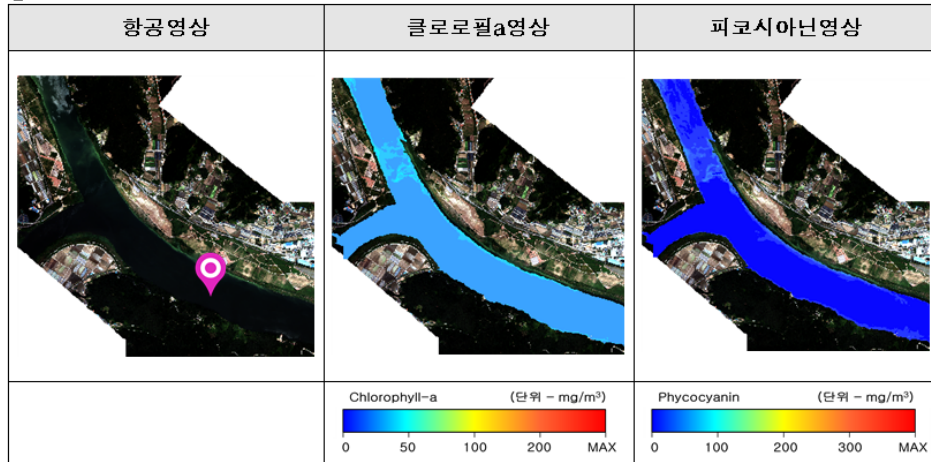 항공영상 클로로필a영상 피코시아닌영상
Chlorophyll-a (단위 - mg/m³) Phycocyanin (단위 - mg/m³)
0 50 100 200 MAX 0 100 200 300 MAX